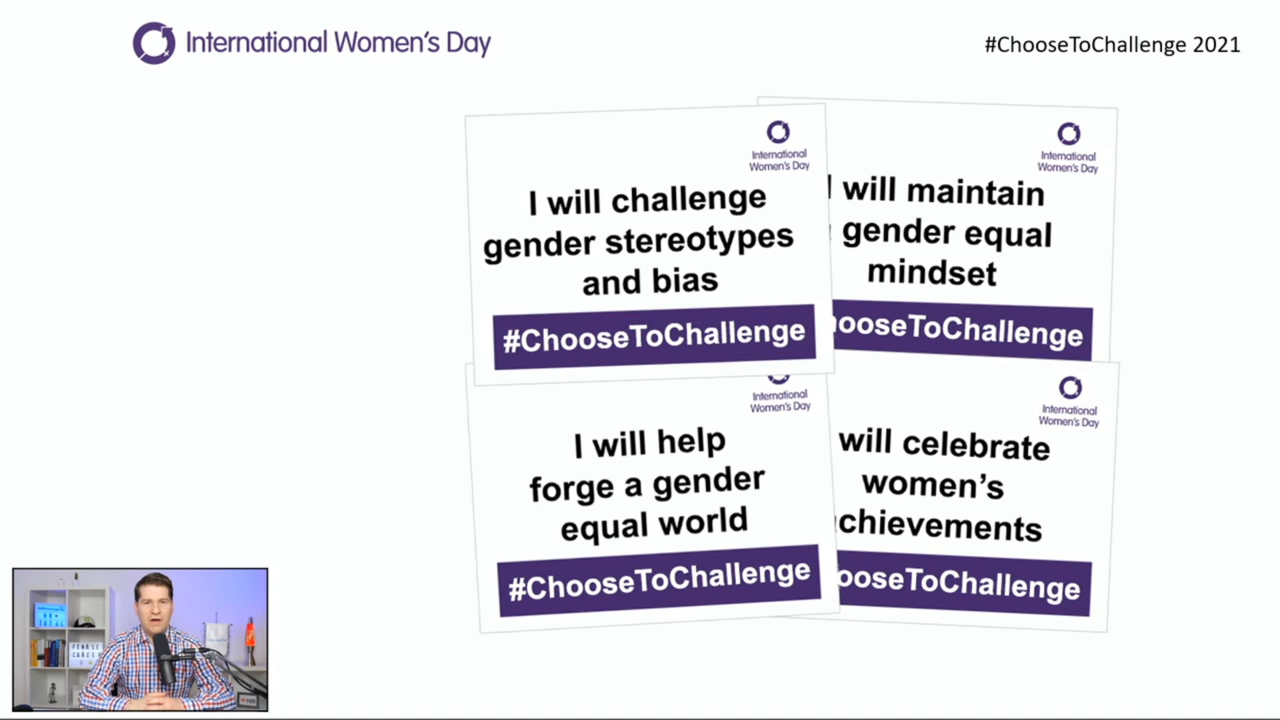 International Women's Day
#ChooseToChallenge 2021
International
Women's Day
I will challenge
gender stereotypes
and bias
#ChooseToChallenge
International
Women's Day
I will maintain
gender equal
mindset
ooseToChallenge
International
Women's Day
I will help
forge a gender
equal world
#ChooseToChallenge
International
Women's Day
will celebrate
women's
chievements
ooseToChallenge